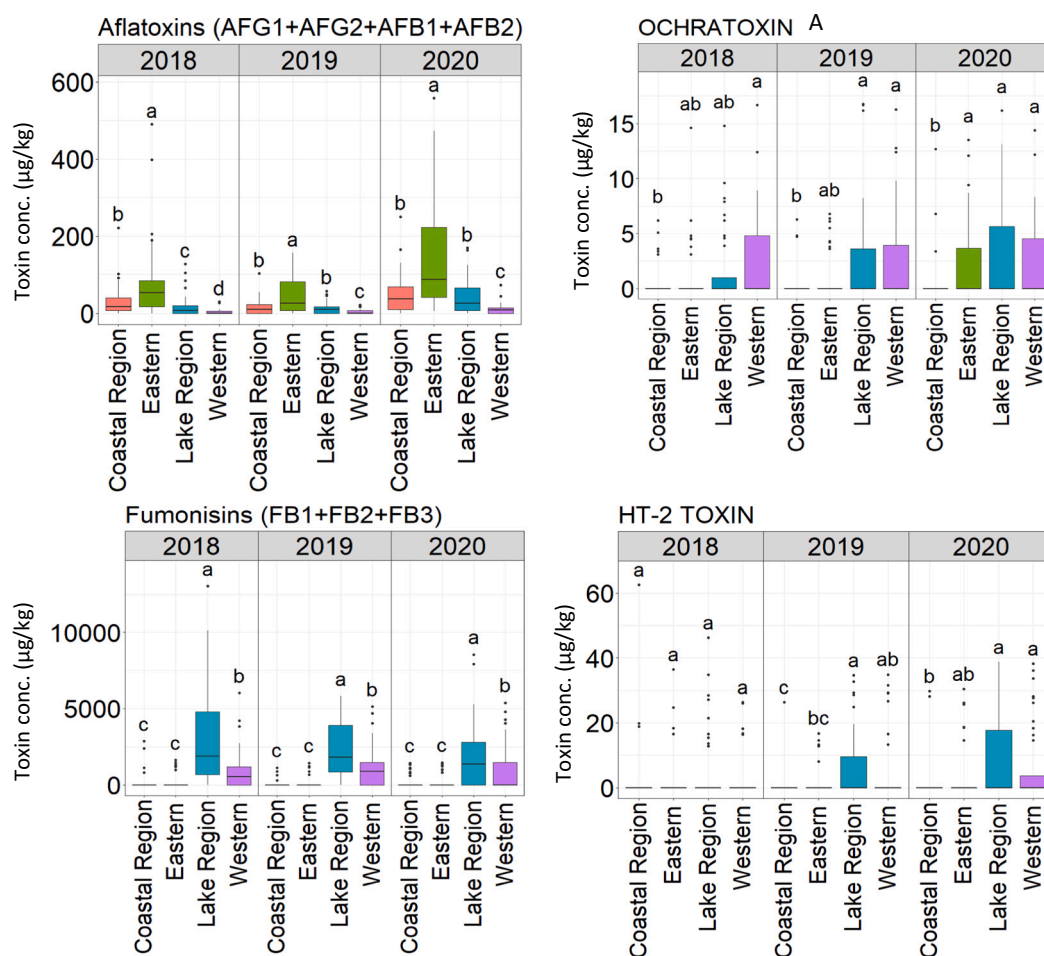 Aflatoxins (AFG1+AFG2+AFB1+AFB2)
2018 2019 2020
Toxin conc. (µg/kg)
600
400
200
0
b a c d b a b c b a b c
Coastal Region Eastern Lake Region Western Coastal Region Eastern Lake Region Western Coastal Region Eastern Lake Region Western
OCHRATOXIN A
2018 2019 2020
Toxin conc. (µg/kg)
15
10
5
0
b ab ab a b ab a a b a a a
Coastal Region Eastern Lake Region Western Coastal Region Eastern Lake Region Western Coastal Region Eastern Lake Region Western
Fumonisins (FB1+FB2+FB3)
2018 2019 2020
Toxin conc. (µg/kg)
10000
5000
0
c c a b c c a b c c a b
Coastal Region Eastern Lake Region Western Coastal Region Eastern Lake Region Western Coastal Region Eastern Lake Region Western
HT-2 TOXIN
2018 2019 2020
Toxin conc. (µg/kg)
60
40
20
0
a a a a c bc a ab b ab a a
Coastal Region Eastern Lake Region Western Coastal Region Eastern Lake Region Western Coastal Region Eastern Lake Region Western